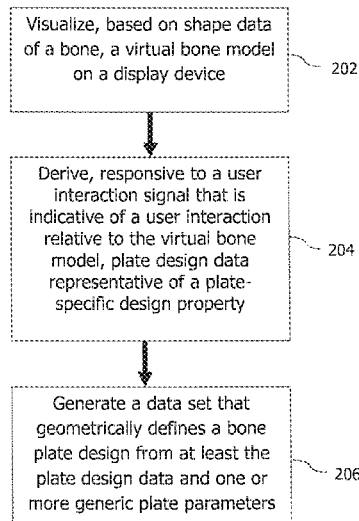 Visualize, based on shape data
of a bone, a virtual bone model
on a display device
202
Derive, responsive to a user
interaction signal that is
indicative of a user interaction
relative to the virtual bone
model, plate design data
representative of a plate-
specific design property
204
Generate a data set that
geometrically defines a bone
plate design from at least the
plate design data and one or
more generic plate parameters
206